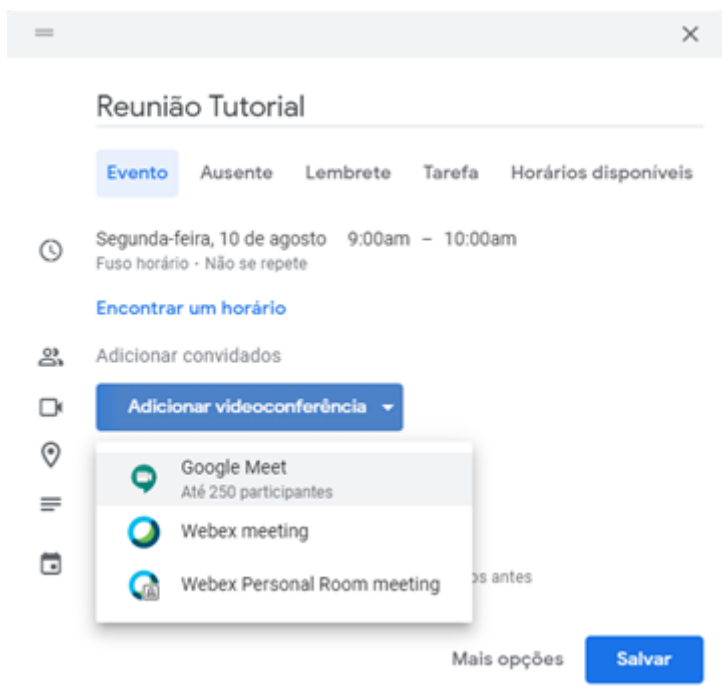 Reunião Tutorial
Evento Ausente Lembrete Tarefa Horários disponíveis
Segunda-feira, 10 de agosto 9:00am – 10:00am
Fuso horário · Não se repete
Encontrar um horário
Adicionar convidados
Adicionar videoconferência
Google Meet
Até 250 participantes
Webex meeting
Webex Personal Room meeting
os antes
Mais opções Salvar